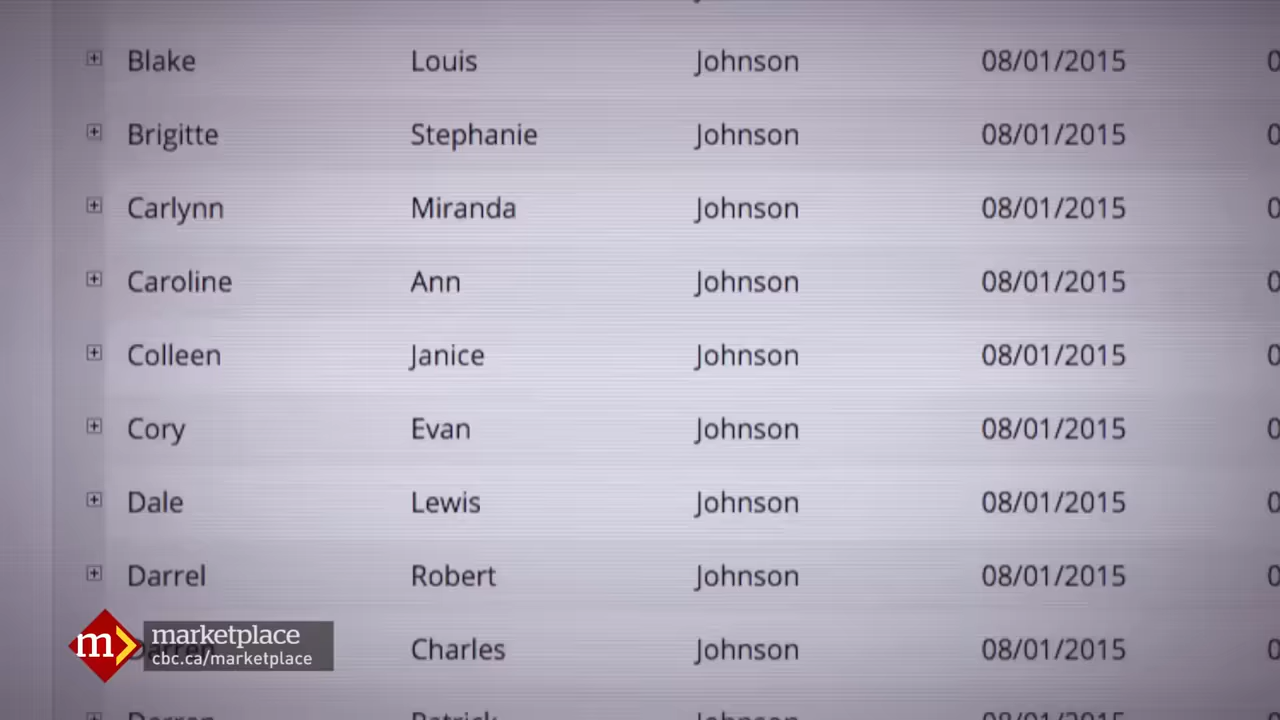 Blake Louis Johnson 08/01/2015
Brigitte Stephanie Johnson 08/01/2015
Carlynn Miranda Johnson 08/01/2015
Caroline Ann Johnson 08/01/2015
Colleen Janice Johnson 08/01/2015
Cory Evan Johnson 08/01/2015
Dale Lewis Johnson 08/01/2015
Darrel Robert Johnson 08/01/2015
Darren Charles Johnson 08/01/2015
m marketplace
cbc.ca/marketplace